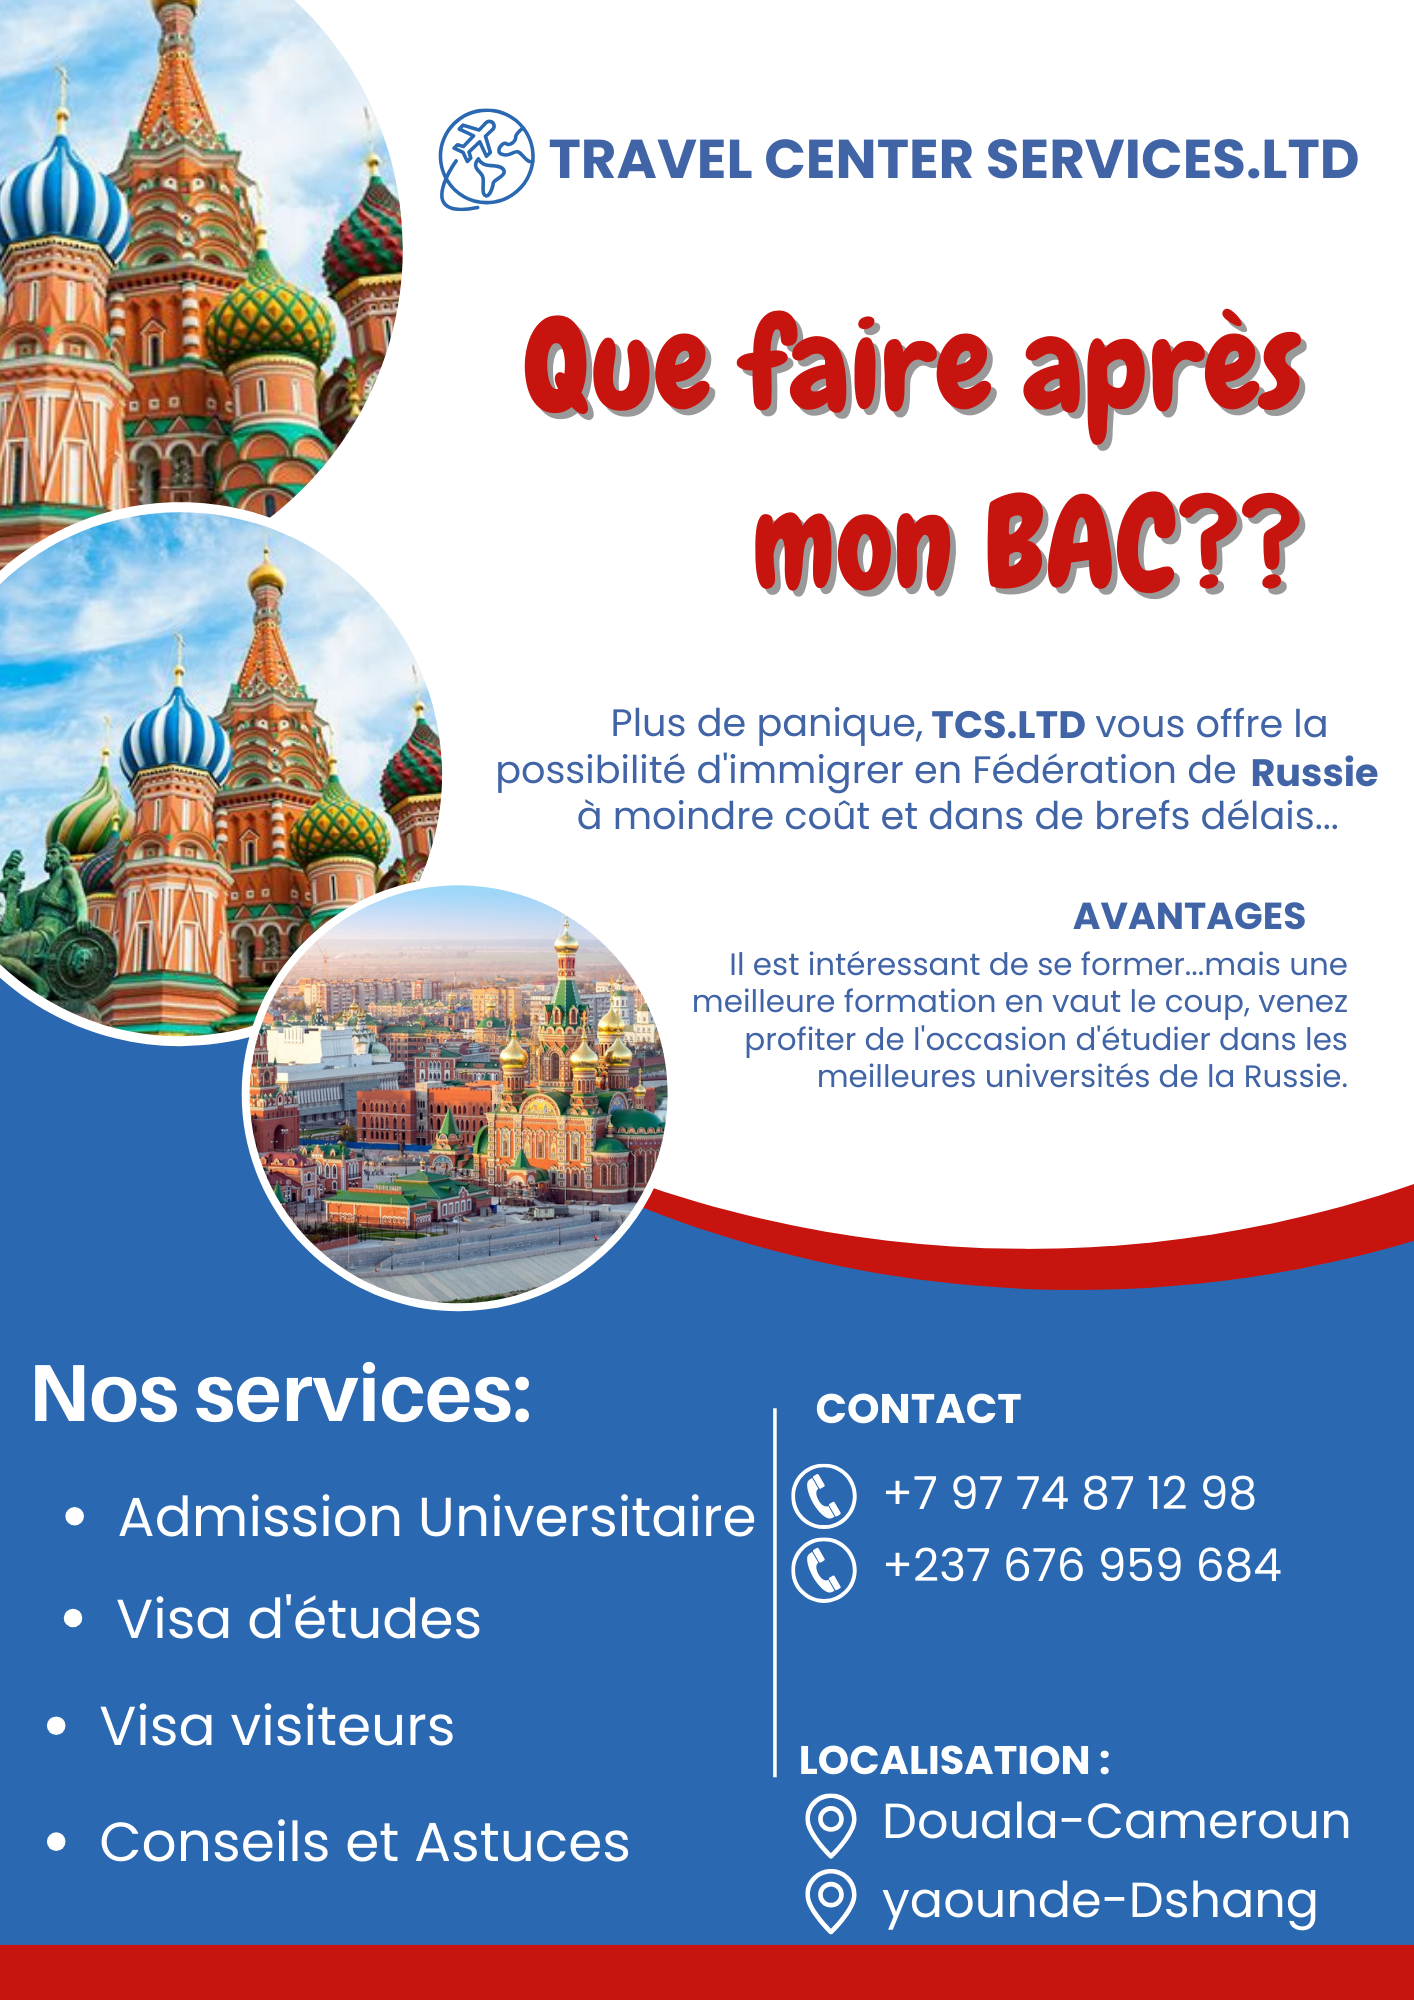 TRAVEL CENTER SERVICES.LTD
Que faire après
mon BAC??
Plus de panique, TCS.LTD vous offre la
possibilité d'immigrer en Fédération de Russie
à moindre coût et dans de brefs délais...
AVANTAGES
Il est intéressant de se former...mais une
meilleure formation en vaut le coup, venez
profiter de l'occasion d'étudier dans les
meilleures universités de la Russie.
Nos services:
• Admission Universitaire
• Visa d'études
• Visa visiteurs
• Conseils et Astuces
CONTACT
+7 97 74 87 12 98
+237 676 959 684
LOCALISATION :
Douala-Cameroun
yaounde-Dshang